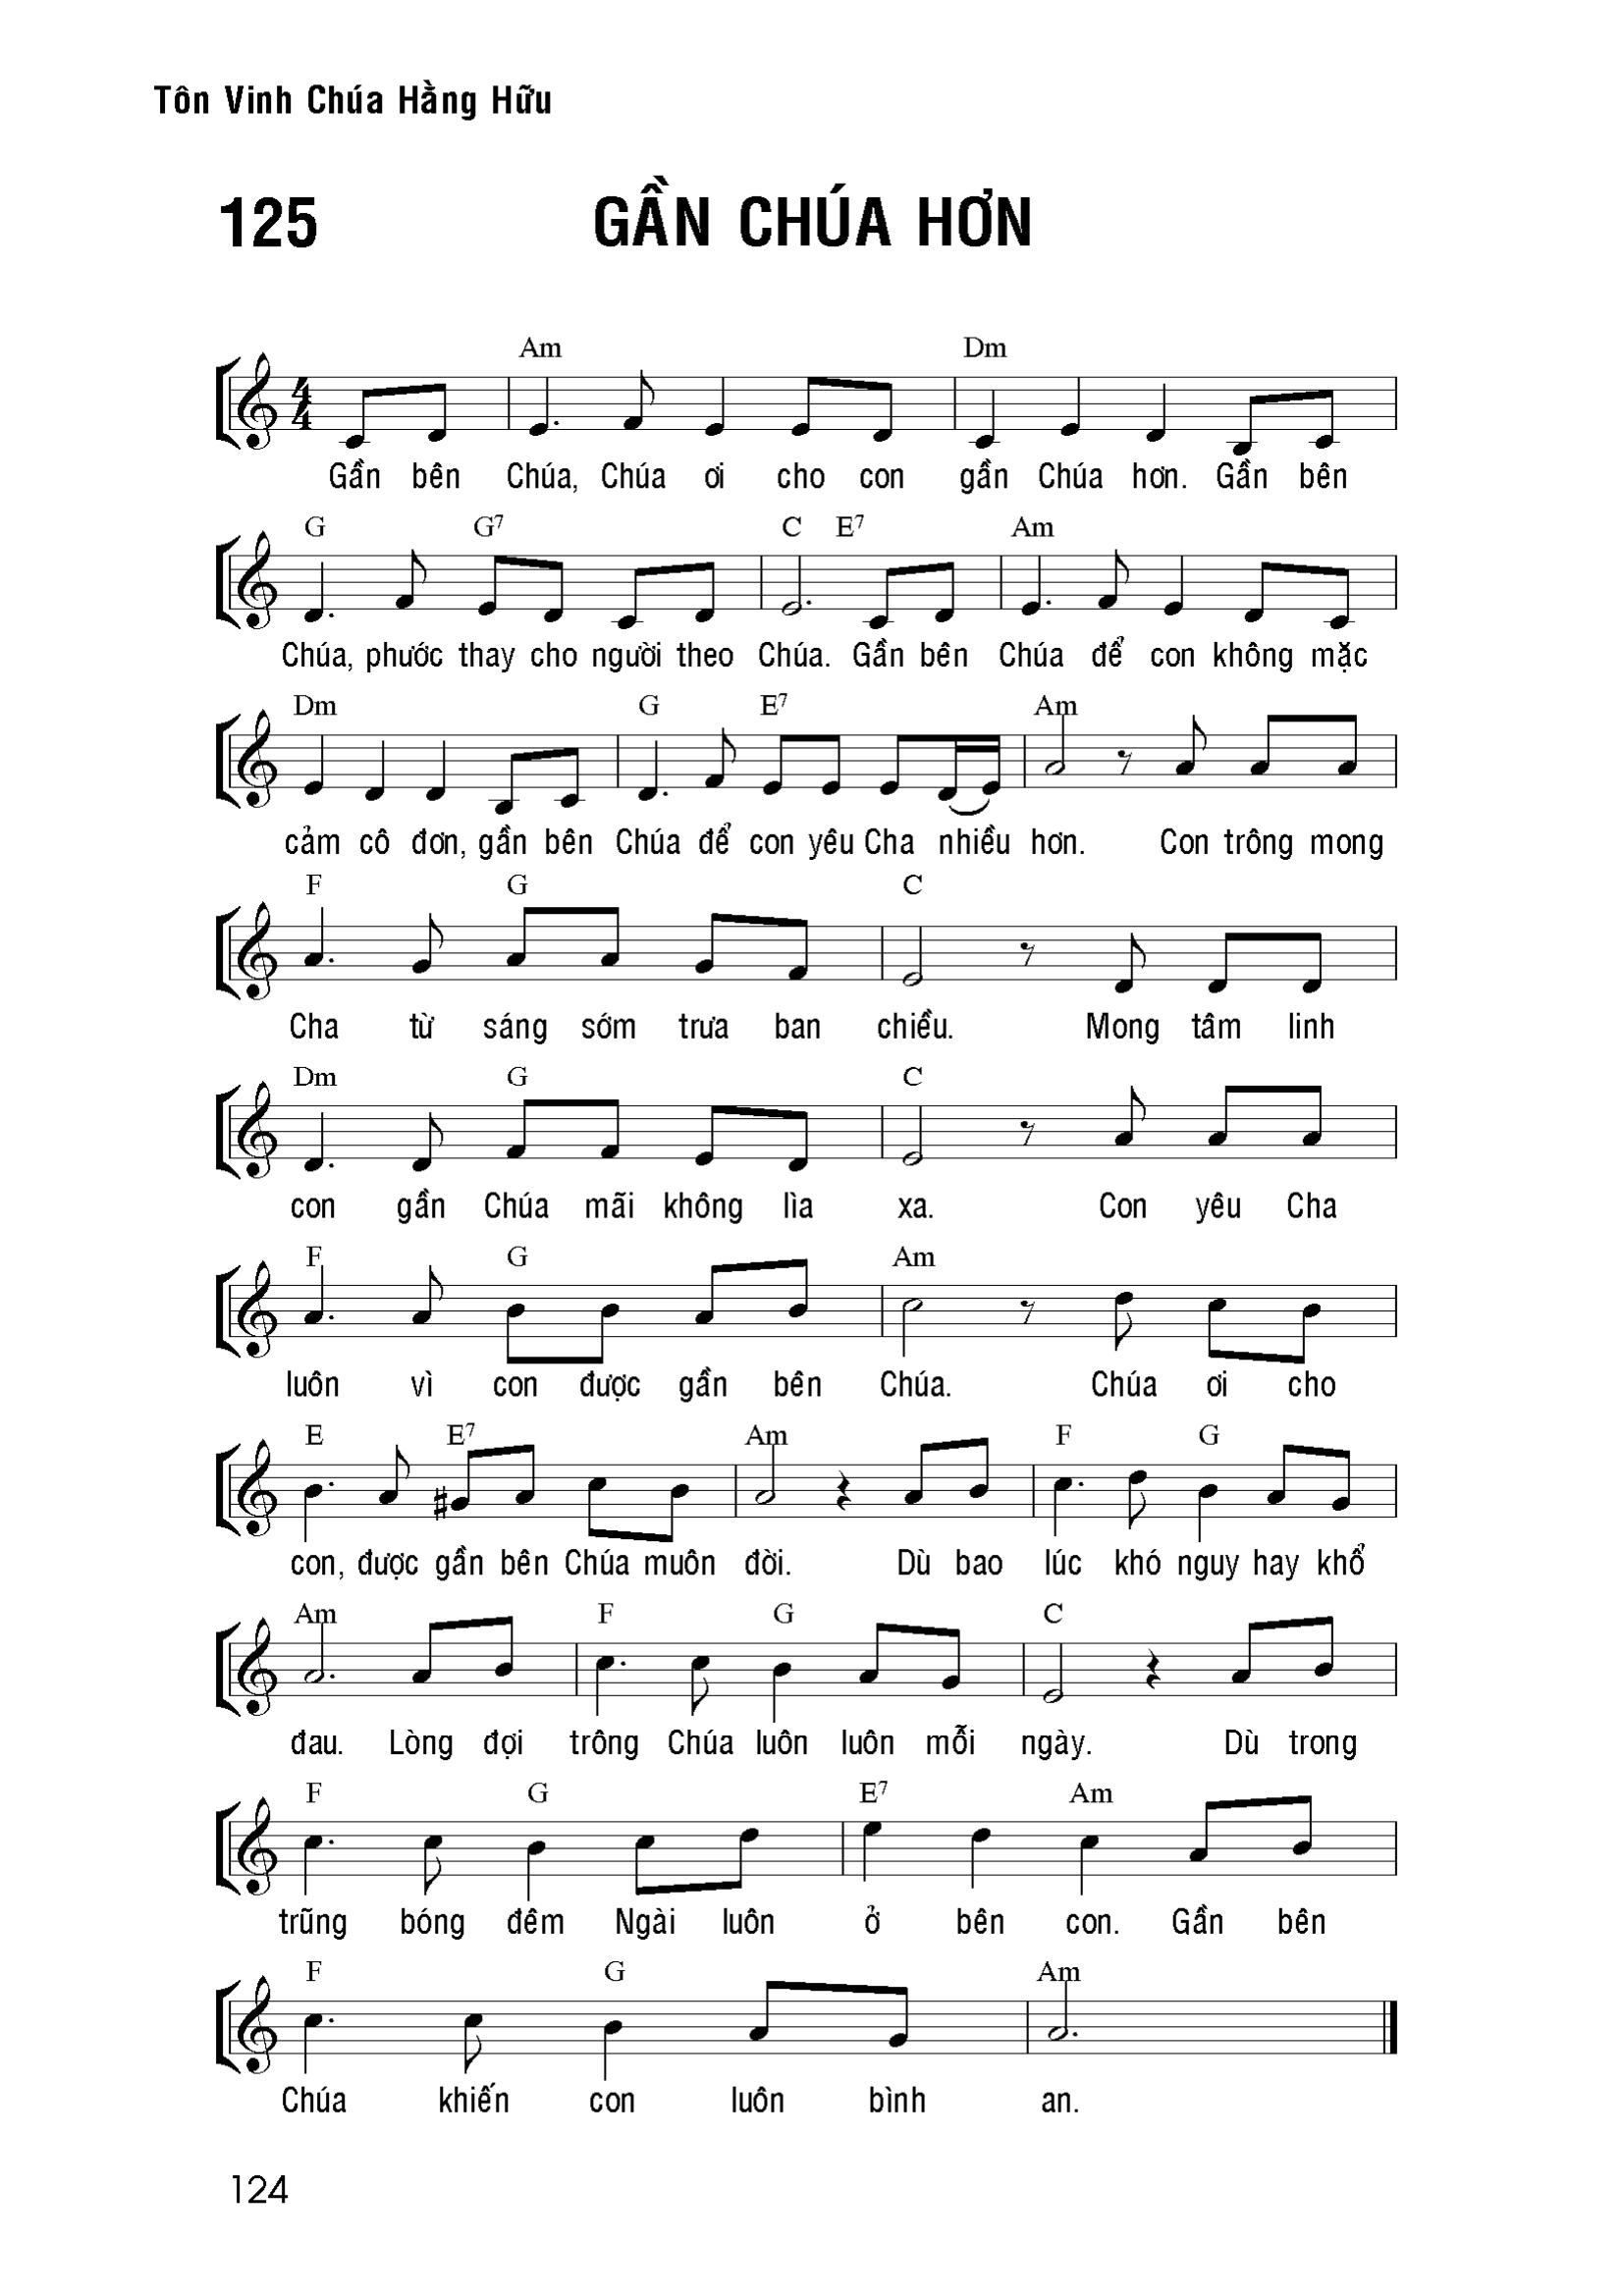 Tôn Vinh Chúa Hằng Hữu
125 GẦN CHÚA HƠN
Am Dm
Gần bên Chúa, Chúa ơi cho con gần Chúa hơn. Gần bên
G G7 C E7 Am
Chúa, phước thay cho người theo Chúa. Gần bên Chúa để con không mặc
Dm G E7 Am
cảm cô đơn, gần bên Chúa để con yêu Cha nhiều hơn. Con trông mong
F G C
Cha từ sáng sớm trưa ban chiều. Mong tâm linh
Dm G C
con gần Chúa mãi không lìa xa. Con yêu Cha
F G Am
luôn vì con được gần bên Chúa. Chúa ơi cho
E E7 Am F G
con, được gần bên Chúa muôn đời. Dù bao lúc khó nguy hay khổ
Am F G C
đau. Lòng đợi trông Chúa luôn luôn mỗi ngày. Dù trong
F G E7 Am
trũng bóng đêm Ngài luôn ở bên con. Gần bên
F G Am
Chúa khiến con luôn bình an.
124